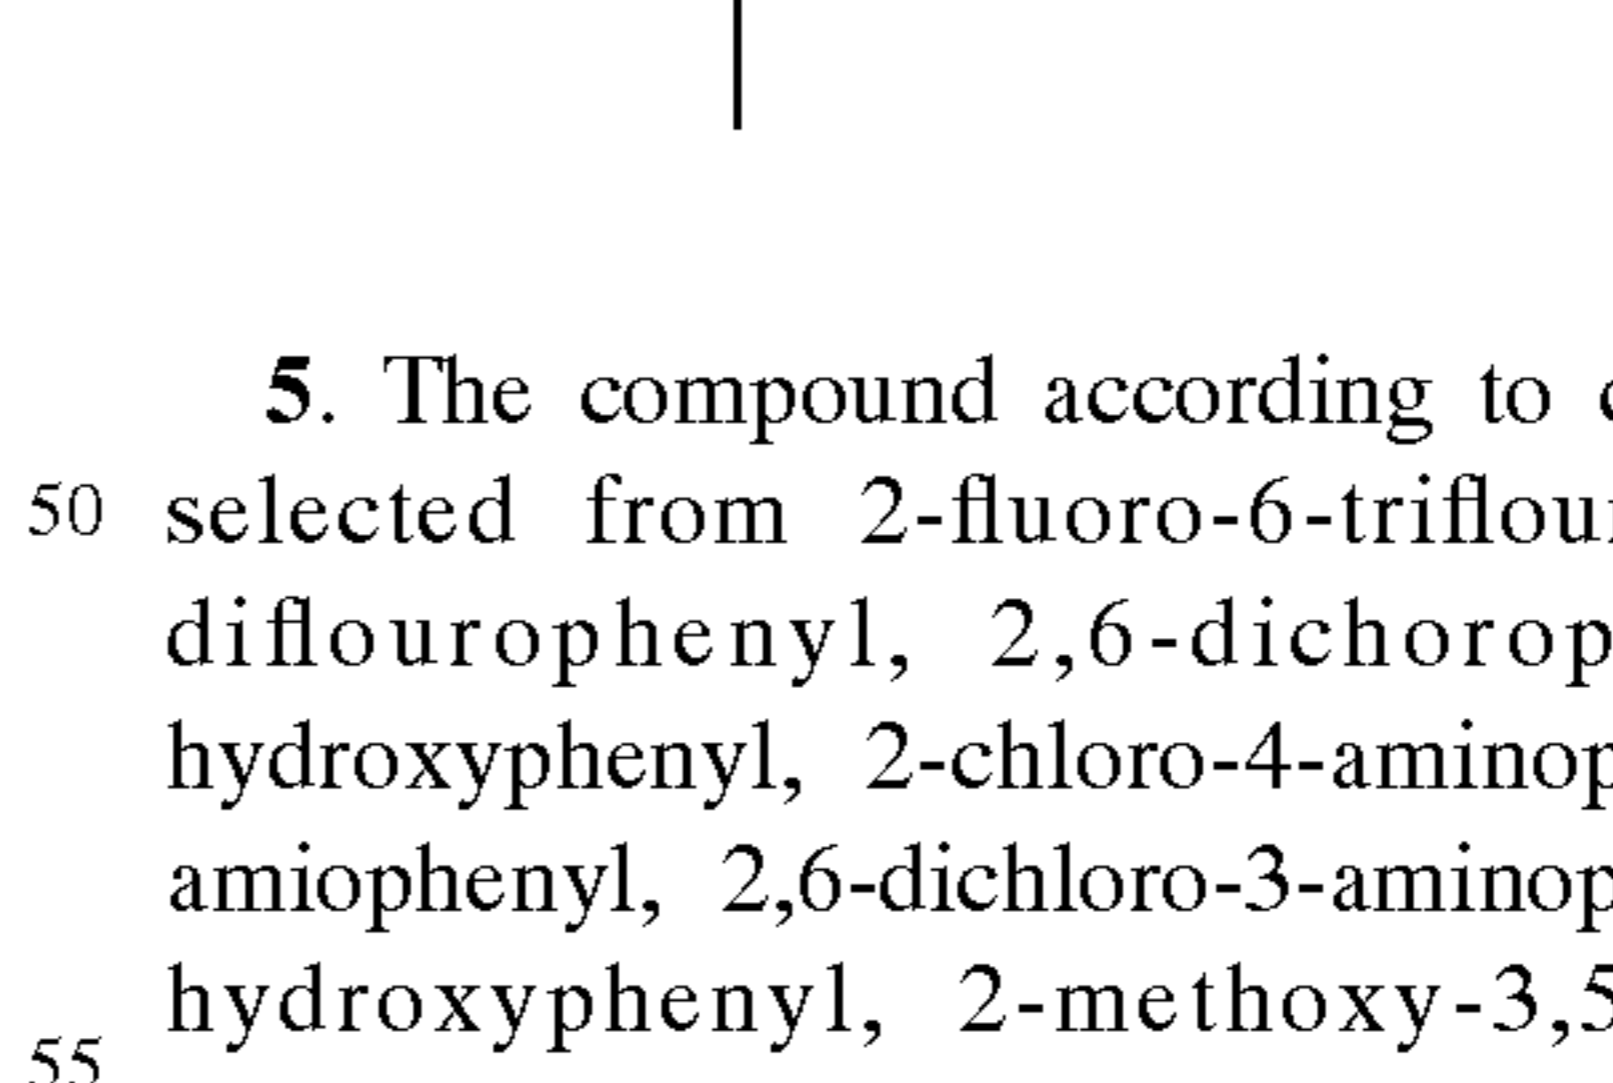 5. The compound according to
50 selected from 2-fluoro-6-triflour
diflourophenyl, 2,6-dichorop
hydroxyphenyl, 2-chloro-4-aminop
amiophenyl, 2,6-dichloro-3-aminop
hydroxyphenyl, 2-methoxy-3,5
55